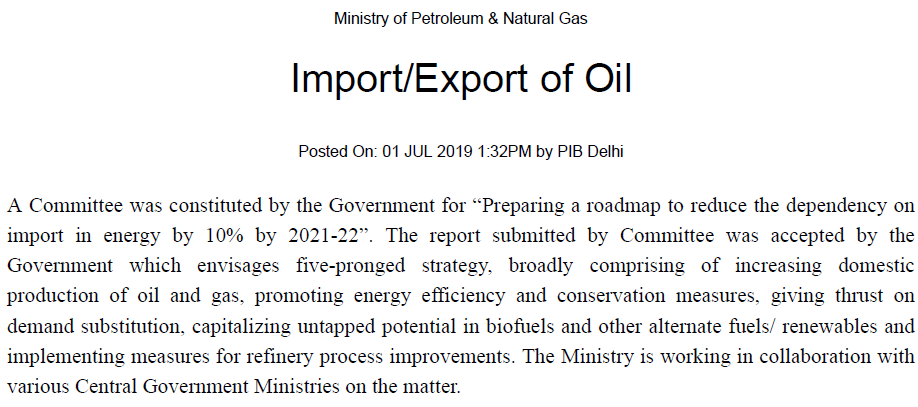 Ministry of Petroleum & Natural Gas
Import/Export of Oil
Posted On: 01 JUL 2019 1:32PM by PIB Delhi
A Committee was constituted by the Government for “Preparing a roadmap to reduce the dependency on
import in energy by 10% by 2021-22”. The report submitted by Committee was accepted by the
Government which envisages five-pronged strategy, broadly comprising of increasing domestic
production of oil and gas, promoting energy efficiency and conservation measures, giving thrust on
demand substitution, capitalizing untapped potential in biofuels and other alternate fuels/ renewables and
implementing measures for refinery process improvements. The Ministry is working in collaboration with
various Central Government Ministries on the matter.